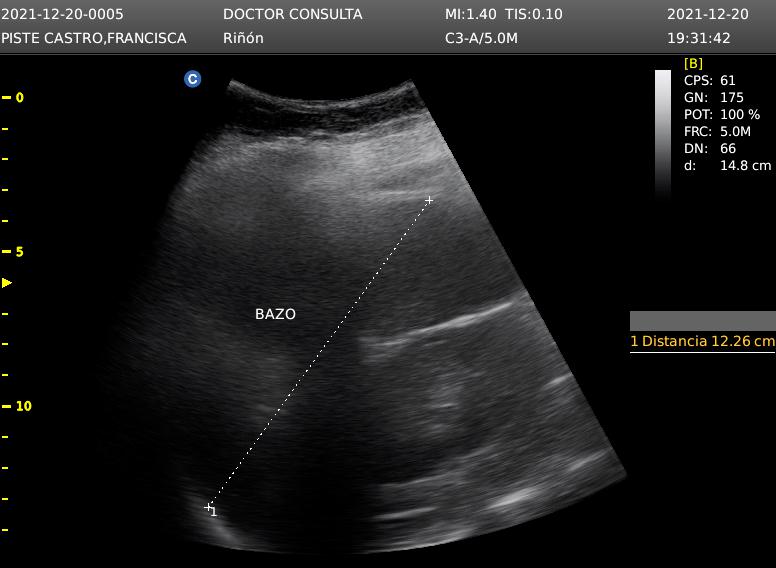 2021-12-20-0005 DOCTOR CONSULTA MI:1.40 TIS:0.10 2021-12-20
PISTE CASTRO,FRANCISCA Riñón C3-A/5.0M 19:31:42
C
[B]
CPS: 61
GN: 175
POT: 100 %
FRC: 5.0M
DN: 66
d: 14.8 cm
0
5
BAZO
1 Distancia 12.26 cm
10
1